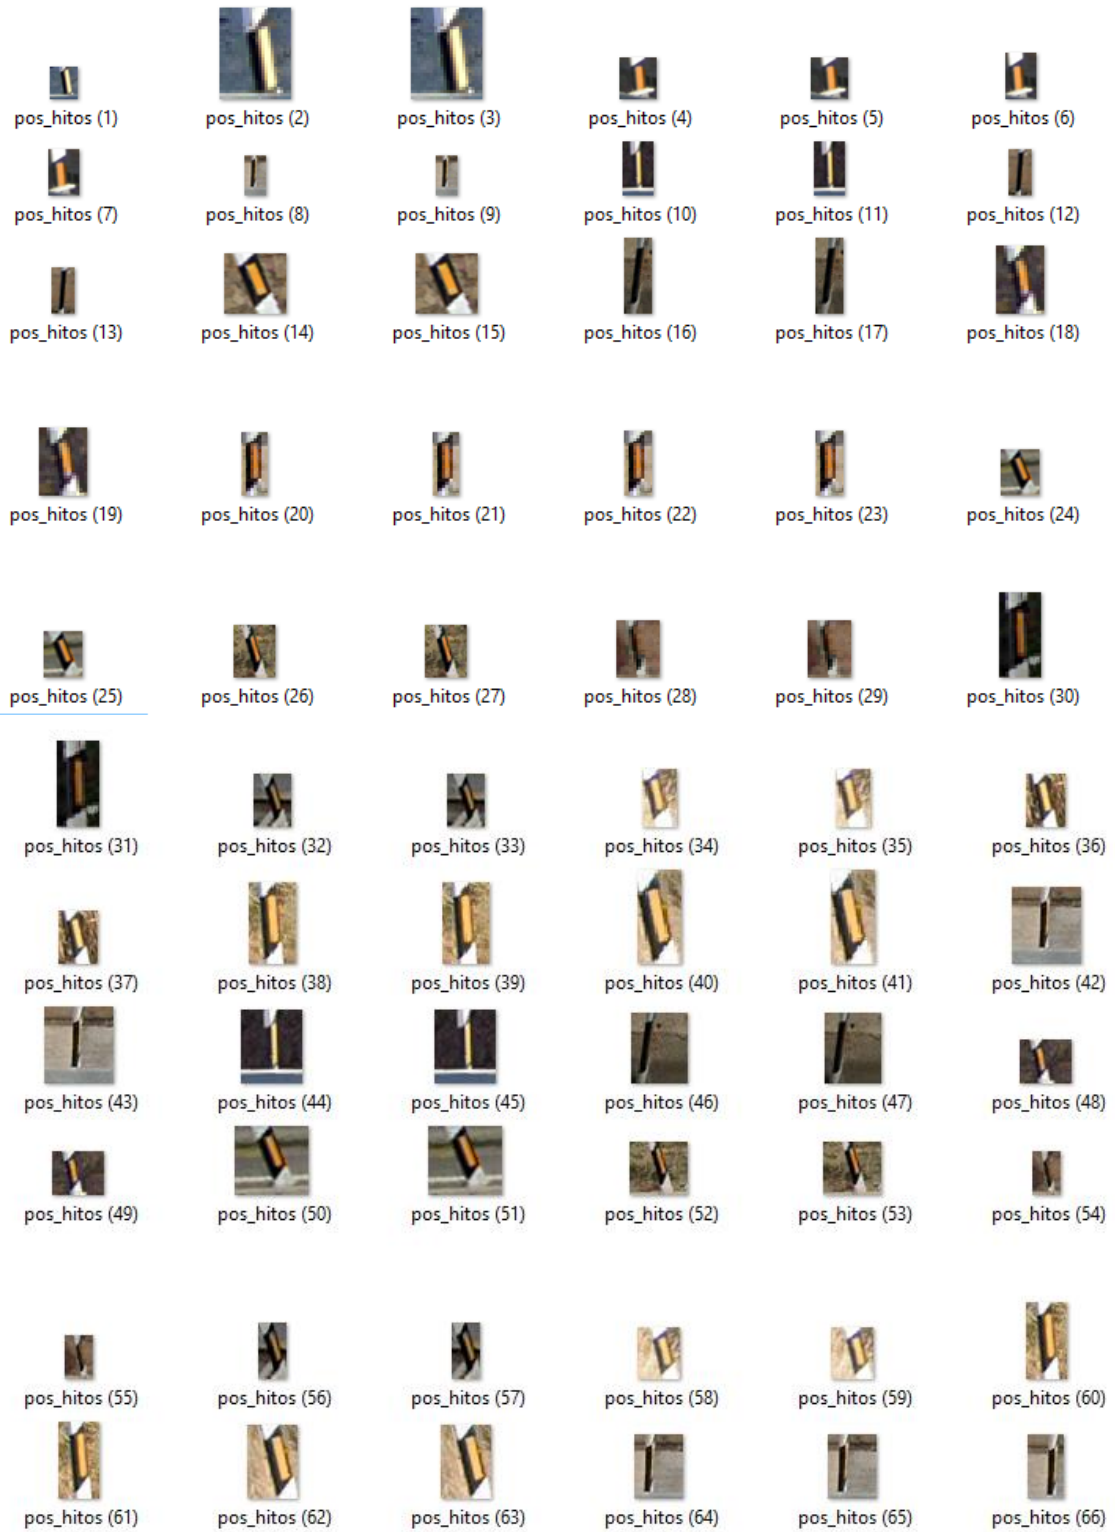 pos_hitos (1) pos_hitos (2) pos_hitos (3) pos_hitos (4) pos_hitos (5) pos_hitos (6)
pos_hitos (7) pos_hitos (8) pos_hitos (9) pos_hitos (10) pos_hitos (11) pos_hitos (12)
pos_hitos (13) pos_hitos (14) pos_hitos (15) pos_hitos (16) pos_hitos (17) pos_hitos (18)
pos_hitos (19) pos_hitos (20) pos_hitos (21) pos_hitos (22) pos_hitos (23) pos_hitos (24)
pos_hitos (25) pos_hitos (26) pos_hitos (27) pos_hitos (28) pos_hitos (29) pos_hitos (30)
pos_hitos (31) pos_hitos (32) pos_hitos (33) pos_hitos (34) pos_hitos (35) pos_hitos (36)
pos_hitos (37) pos_hitos (38) pos_hitos (39) pos_hitos (40) pos_hitos (41) pos_hitos (42)
pos_hitos (43) pos_hitos (44) pos_hitos (45) pos_hitos (46) pos_hitos (47) pos_hitos (48)
pos_hitos (49) pos_hitos (50) pos_hitos (51) pos_hitos (52) pos_hitos (53) pos_hitos (54)
pos_hitos (55) pos_hitos (56) pos_hitos (57) pos_hitos (58) pos_hitos (59) pos_hitos (60)
pos_hitos (61) pos_hitos (62) pos_hitos (63) pos_hitos (64) pos_hitos (65) pos_hitos (66)